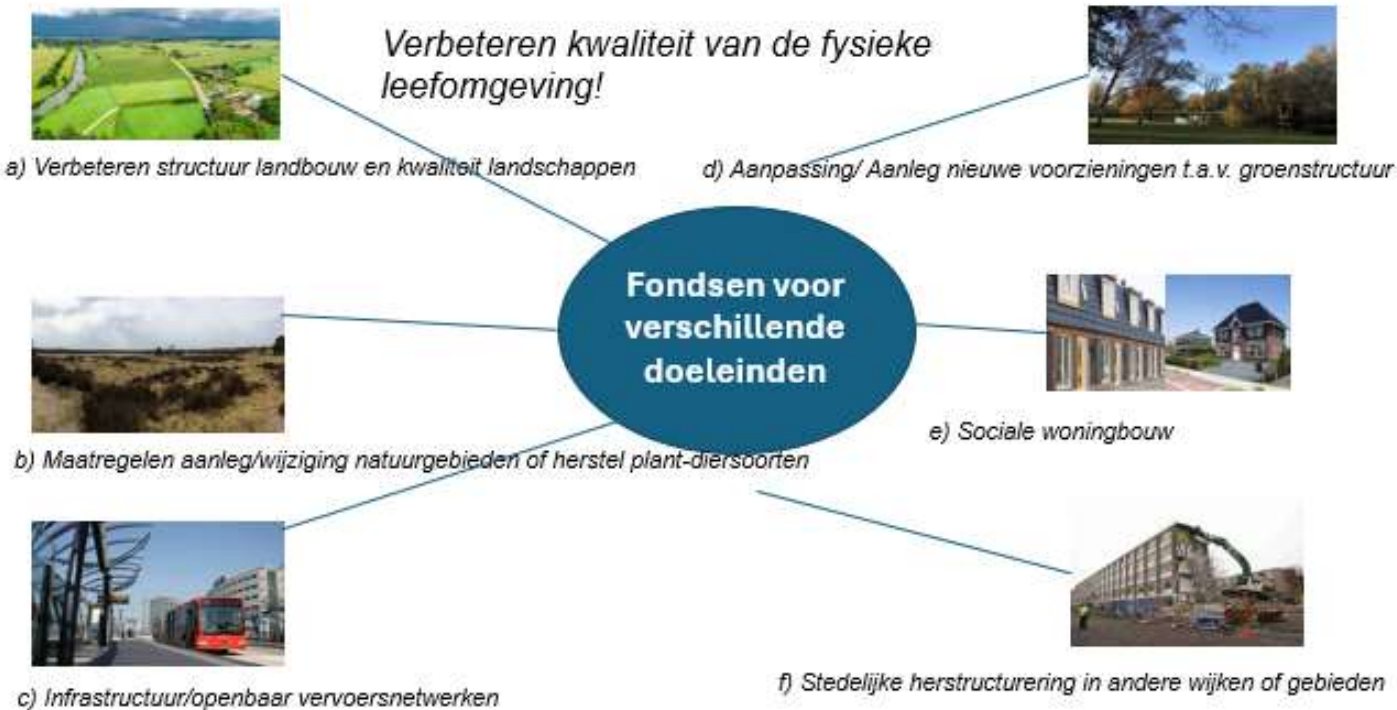 Verbeteren kwaliteit van de fysieke
leefomgeving!
a) Verbeteren structuur landbouw en kwaliteit landschappen
d) Aanpassing/ Aanleg nieuwe voorzieningen t.a.v. groenstructuur
Fondsen voor
verschillende
doeleinden
b) Maatregelen aanleg/wijziging natuurgebieden of herstel plant-diersoorten
e) Sociale woningbouw
c) Infrastructuur/openbaar vervoersnetwerken
f) Stedelijke herstructurering in andere wijken of gebieden